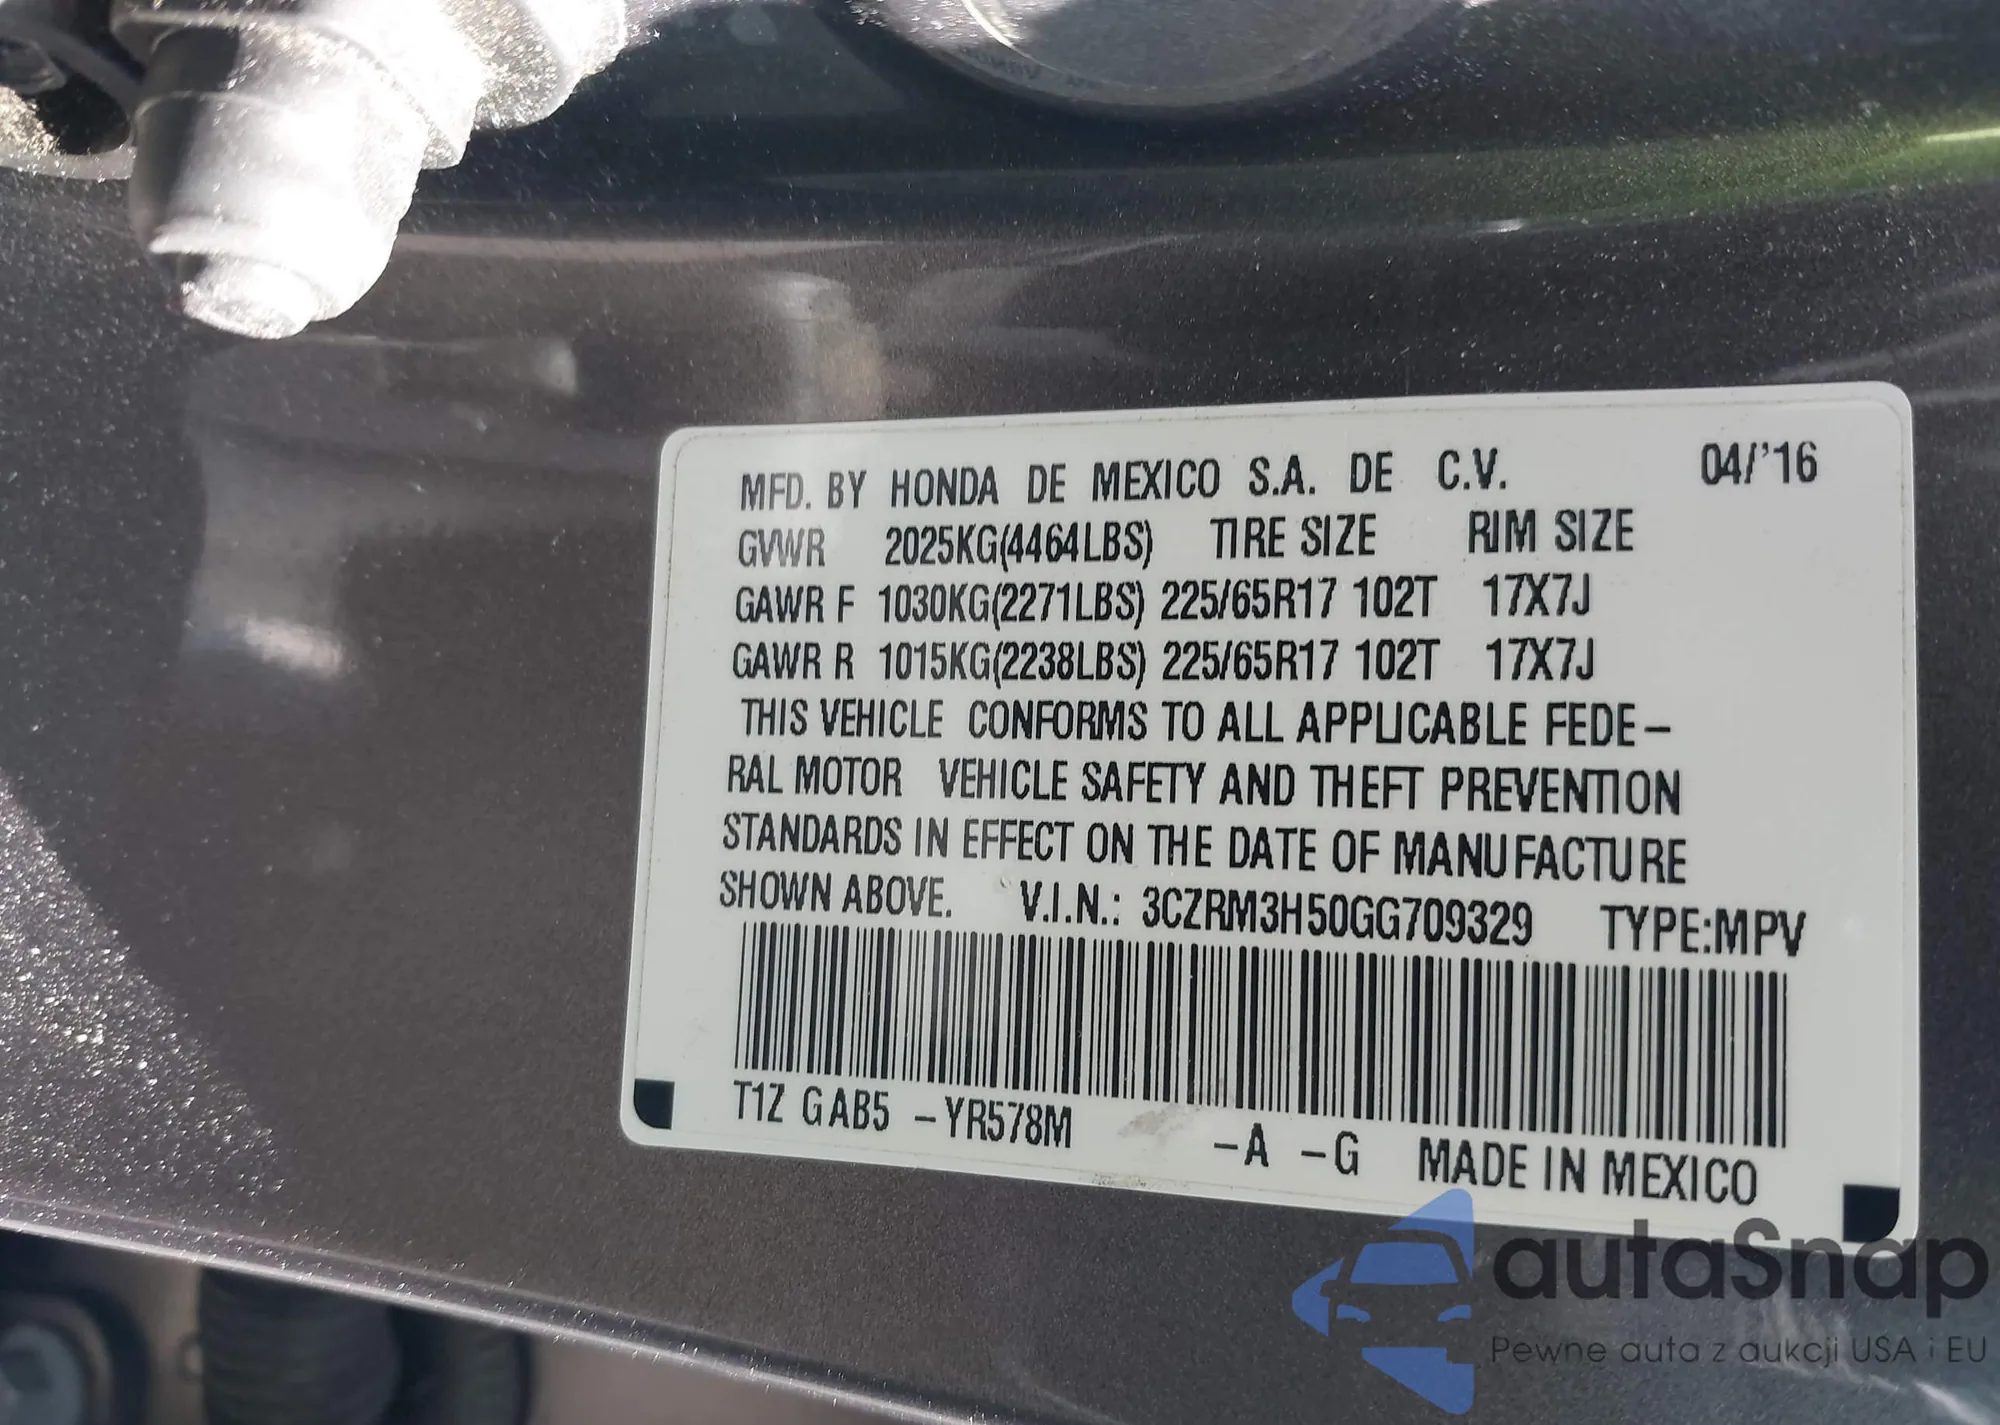 MFD. BY HONDA DE MEXICO S.A. DE C.V. 04/'16
GVWR 2025KG(4464LBS) TIRE SIZE RIM SIZE
GAWR F 1030KG(2271LBS) 225/65R17 102T 17X7J
GAWR R 1015KG(2238LBS) 225/65R17 102T 17X7J
THIS VEHICLE CONFORMS TO ALL APPLICABLE FEDE-
RAL MOTOR VEHICLE SAFETY AND THEFT PREVENTION
STANDARDS IN EFFECT ON THE DATE OF MANUFACTURE
SHOWN ABOVE. V.I.N.: 3CZRM3H50GG709329 TYPE:MPV
T1Z GAB5 -YR578M -A -G MADE IN MEXICO
autaSnap
Pewne auta z aukcji USA i EU